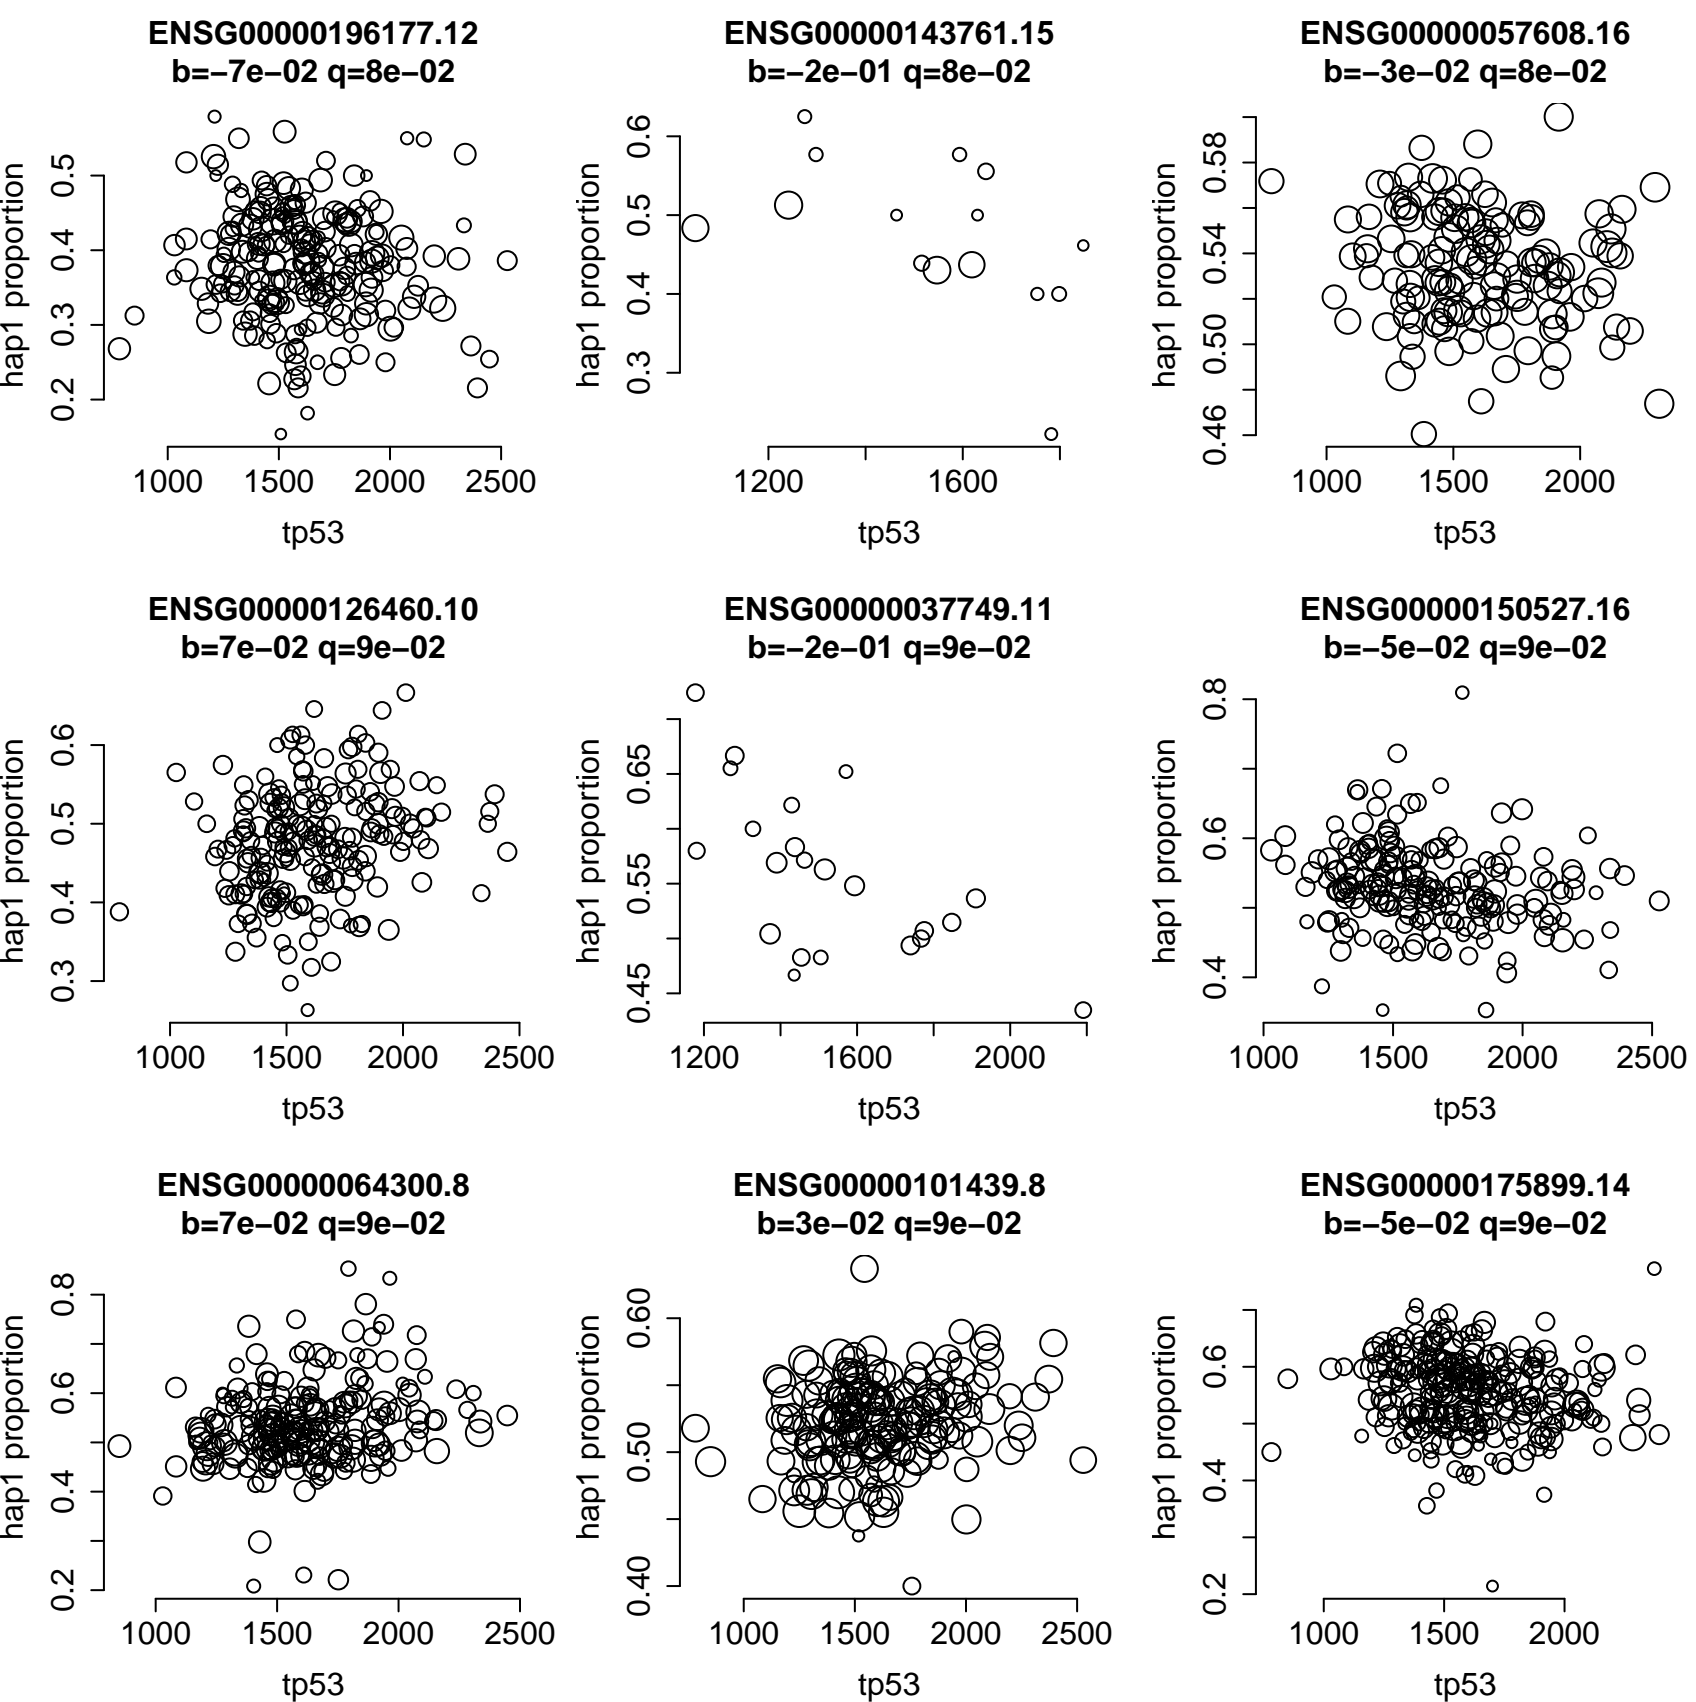 ENSG00000196177.12
b=−7e−02 q=8e−02
hap1 proportion
0.5
0.4
0.3
0.2
1000 1500 2000 2500
tp53
ENSG00000143761.15
b=−2e−01 q=8e−02
hap1 proportion
0.6
0.5
0.4
0.3
1200 1600
tp53
ENSG00000057608.16
b=−3e−02 q=8e−02
hap1 proportion
0.58
0.54
0.50
0.46
1000 1500 2000
tp53
ENSG00000126460.10
b=7e−02 q=9e−02
hap1 proportion
0.6
0.5
0.4
0.3
1000 1500 2000 2500
tp53
ENSG00000037749.11
b=−2e−01 q=9e−02
hap1 proportion
0.65
0.55
0.45
1200 1600 2000
tp53
ENSG00000150527.16
b=−5e−02 q=9e−02
hap1 proportion
0.8
0.6
0.4
1000 1500 2000 2500
tp53
ENSG00000064300.8
b=7e−02 q=9e−02
hap1 proportion
0.8
0.6
0.4
0.2
1000 1500 2000 2500
tp53
ENSG00000101439.8
b=3e−02 q=9e−02
hap1 proportion
0.60
0.50
0.40
1000 1500 2000 2500
tp53
ENSG00000175899.14
b=−5e−02 q=9e−02
hap1 proportion
0.6
0.4
0.2
1000 1500 2000
tp53